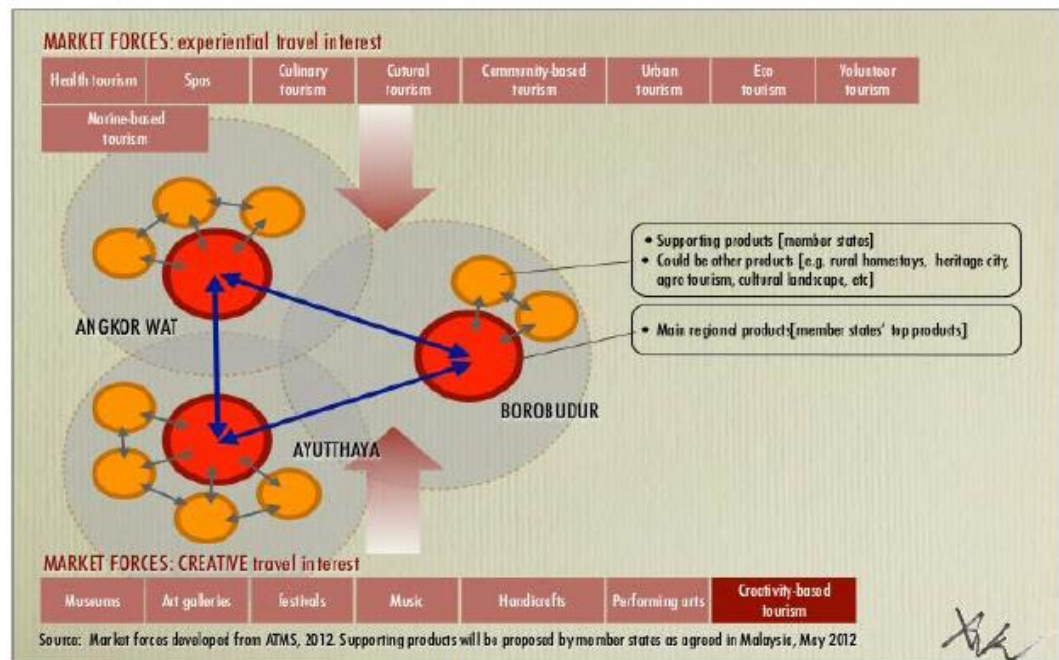 MARKET FORCES: experiential travel interest
Health tourism
Spas
Culinary
tourism
Cutural
tourism
Community-based
tourism
Urban
tourism
Eco
tourism
Volunteer
tourism
Marine-based
tourism
• Supporting products [member states]
• Could be other products [e.g. rural homestays, heritage city,
agro tourism, cultural landscape, etc]
• Main regional products[member states' top products]
ANGKOR WAT
BOROBUDUR
AYUTTHAYA
MARKET FORCES: CREATIVE travel interest
Museums
Art galleries
festivals
Music
Handicrafts
Performing arts
Creativity-based
tourism
Source: Market forces developed from ATMS, 2012. Supporting products will be proposed by member states as agreed in Malaysia, May 2012